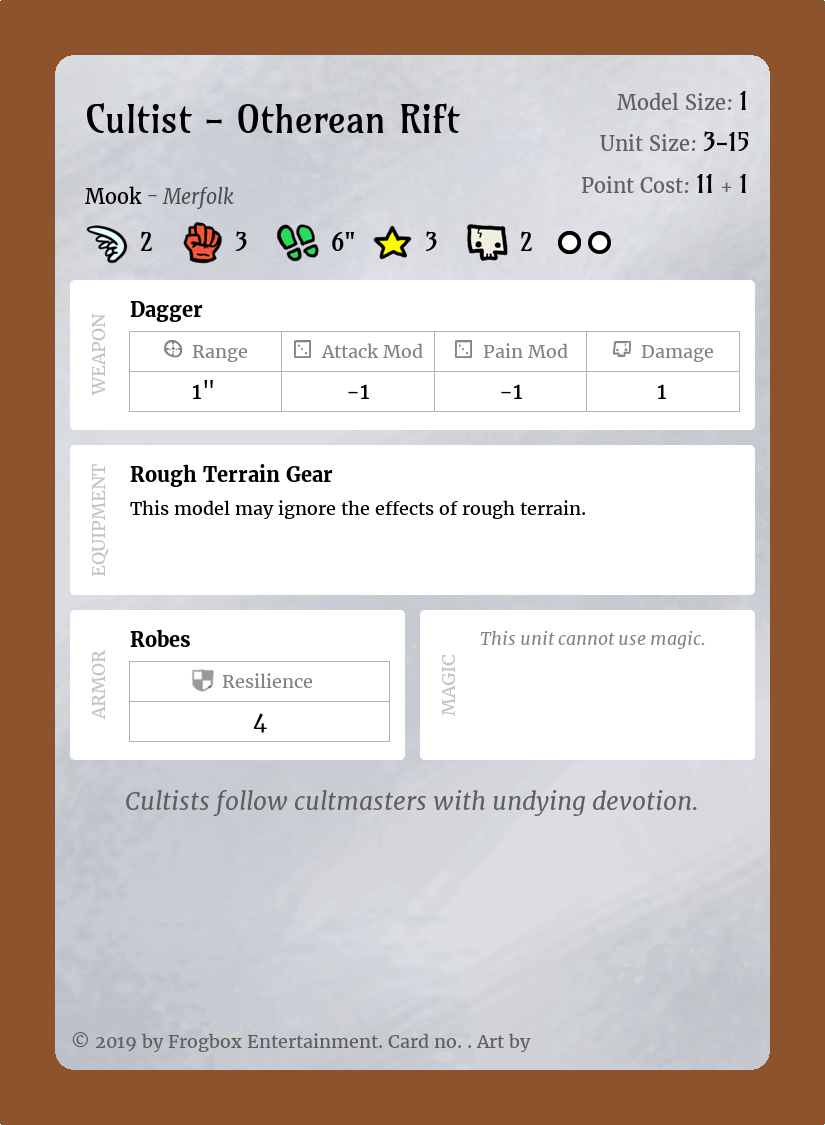 Cultist – Otherean Rift
Model Size: 1
Unit Size: 3–15
Point Cost: 11 + 1
Mook – Merfolk
2 3 6" 3 2
WEAPON
Dagger
Range Attack Mod Pain Mod Damage
1" -1 -1 1
EQUIPMENT
Rough Terrain Gear
This model may ignore the effects of rough terrain.
ARMOR
Robes
Resilience
4
MAGIC
This unit cannot use magic.
Cultists follow cultmasters with undying devotion.
© 2019 by Frogbox Entertainment. Card no. . Art by